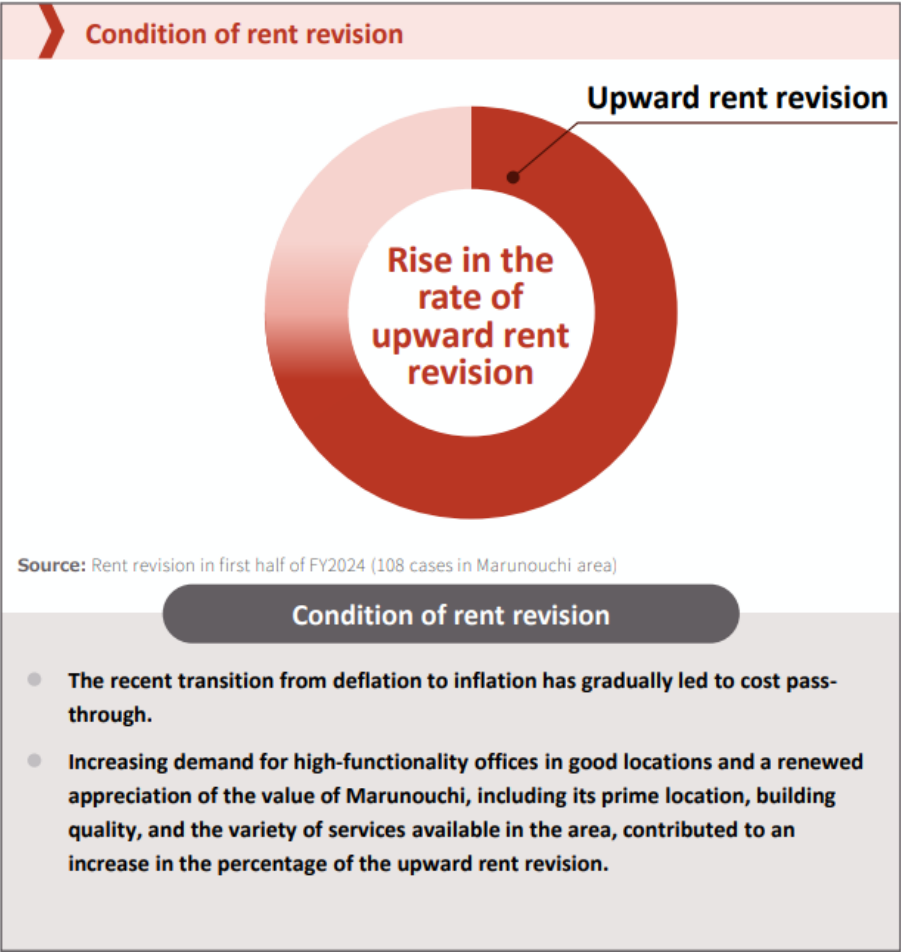 Condition of rent revision
Upward rent revision
Rise in the
rate of
upward rent
revision
Source: Rent revision in first half of FY2024 (108 cases in Marunouchi area)
Condition of rent revision
The recent transition from deflation to inflation has gradually led to cost pass-
through.
Increasing demand for high-functionality offices in good locations and a renewed
appreciation of the value of Marunouchi, including its prime location, building
quality, and the variety of services available in the area, contributed to an
increase in the percentage of the upward rent revision.